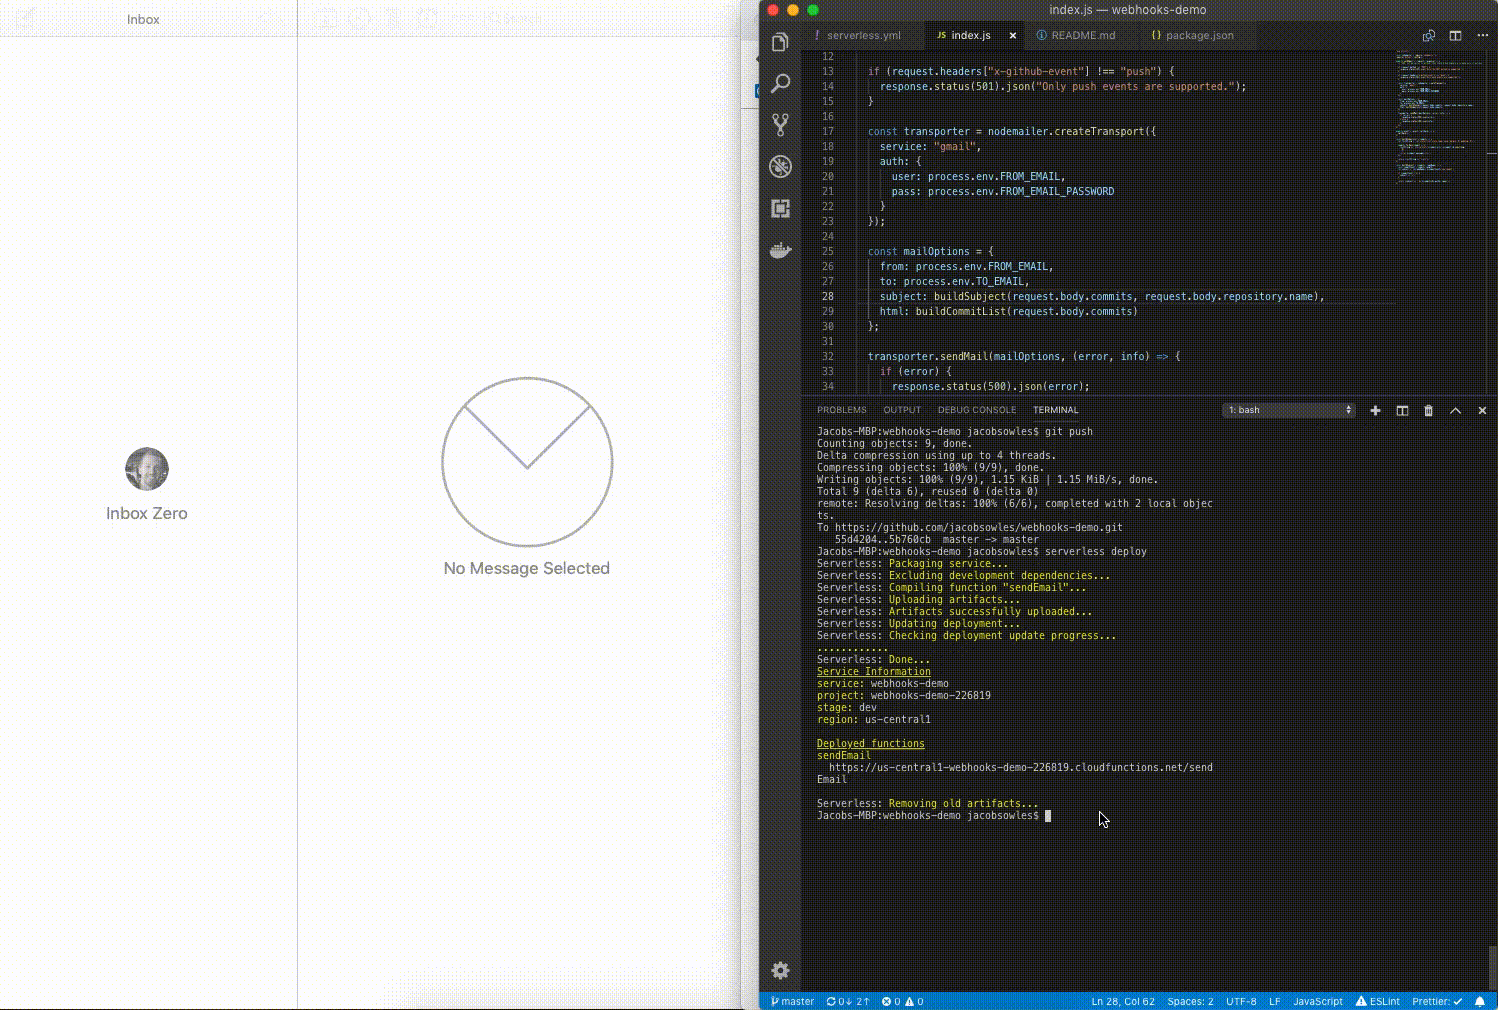 Inbox
Search
Inbox Zero
No Message Selected
index.js — webhooks-demo
serverless.yml
JS index.js
README.md
{ } package.json
12
13 if (request.headers["x-github-event"] !== "push") {
14 response.status(501).json("Only push events are supported.");
15 }
16
17 const transporter = nodemailer.createTransport({
18 service: "gmail",
19 auth: {
20 user: process.env.FROM_EMAIL,
21 pass: process.env.FROM_EMAIL_PASSWORD
22 }
23 });
24
25 const mailOptions = {
26 from: process.env.FROM_EMAIL,
27 to: process.env.TO_EMAIL,
28 subject: buildSubject(request.body.commits, request.body.repository.name),
29 html: buildCommitList(request.body.commits)
30 };
31
32 transporter.sendMail(mailOptions, (error, info) => {
33 if (error) {
34 response.status(500).json(error);
PROBLEMS OUTPUT DEBUG CONSOLE TERMINAL 1: bash
Jacobs-MBP:webhooks-demo jacobsowles$ git push
Counting objects: 9, done.
Delta compression using up to 4 threads.
Compressing objects: 100% (9/9), done.
Writing objects: 100% (9/9), 1.15 KiB | 1.15 MiB/s, done.
Total 9 (delta 6), reused 0 (delta 0)
remote: Resolving deltas: 100% (6/6), completed with 2 local objec
ts.
To https://github.com/jacobsowles/webhooks-demo.git
55d4204..5b760cb master -> master
Jacobs-MBP:webhooks-demo jacobsowles$ serverless deploy
Serverless: Packaging service...
Serverless: Excluding development dependencies...
Serverless: Compiling function "sendEmail"...
Serverless: Uploading artifacts...
Serverless: Artifacts successfully uploaded...
Serverless: Updating deployment...
Serverless: Checking deployment update progress...
............
Serverless: Done...
Service Information
service: webhooks-demo
project: webhooks-demo-226819
stage: dev
region: us-central1
Deployed functions
sendEmail
https://us-central1-webhooks-demo-226819.cloudfunctions.net/send
Email
Serverless: Removing old artifacts...
Jacobs-MBP:webhooks-demo jacobsowles$
master 0↓ 2↑ 0 0 Ln 28, Col 62 Spaces: 2 UTF-8 LF JavaScript ESLint Prettier: ✓